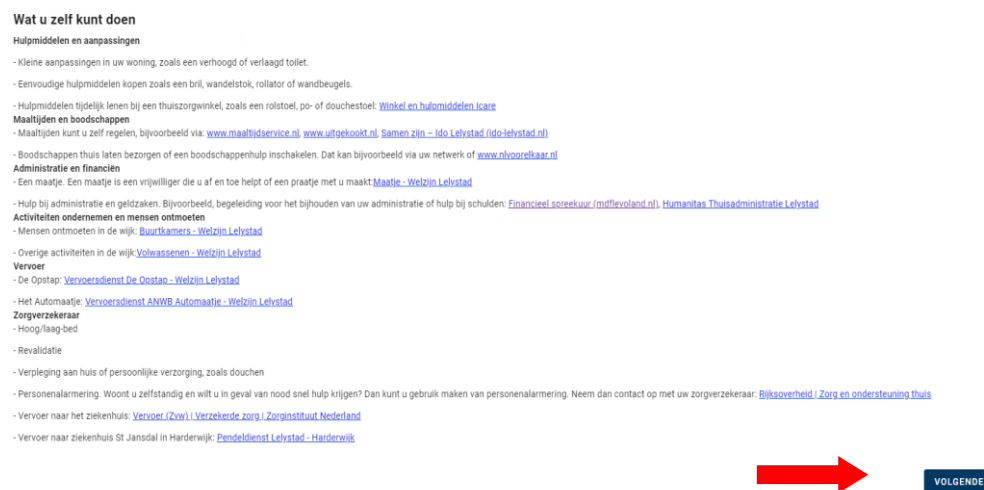 Wat u zelf kunt doen
Hulpmiddelen en aanpassingen
- Kleine aanpassingen in uw woning, zoals een verhoogd of verlaagd toilet.
- Eenvoudige hulpmiddelen kopen zoals een bril, wandelstok, rollator of wandbeugels.
- Hulpmiddelen tijdelijk lenen bij een thuiszorgwinkel, zoals een rolstoel, po- of douchestoel: Winkel en hulpmiddelen Icare
Maaltijden en boodschappen
- Maaltijden kunt u zelf regelen, bijvoorbeeld via: www.maaltijdservice.nl, www.uitgekookt.nl, Samen zijn – Ido Lelystad (ido-lelystad.nl)
- Boodschappen thuis laten bezorgen of een boodschappenhulp inschakelen. Dat kan bijvoorbeeld via uw netwerk of www.nlvoorelkaar.nl
Administratie en financiën
- Een maatje. Een maatje is een vrijwilliger die u af en toe helpt of een praatje met u maakt:Maatje - Welzijn Lelystad
- Hulp bij administratie en geldzaken. Bijvoorbeeld, begeleiding voor het bijhouden van uw administratie of hulp bij schulden: Financieel spreekuur (mdflevoland.nl), Humanitas Thuisadministratie Lelystad
Activiteiten ondernemen en mensen ontmoeten
- Mensen ontmoeten in de wijk: Buurtkamers - Welzijn Lelystad
- Overige activiteiten in de wijk:Volwassenen - Welzijn Lelystad
Vervoer
- De Opstap: Vervoersdienst De Opstap - Welzijn Lelystad
- Het Automaatje: Vervoersdienst ANWB Automaatje - Welzijn Lelystad
Zorgverzekeraar
- Hoog/laag-bed
- Revalidatie
- Verpleging aan huis of persoonlijke verzorging, zoals douchen
- Personenalarmering. Woont u zelfstandig en wilt u in geval van nood snel hulp krijgen? Dan kunt u gebruik maken van personenalarmering. Neem dan contact op met uw zorgverzekeraar: Rijksoverheid | Zorg en ondersteuning thuis
- Vervoer naar het ziekenhuis: Vervoer (Zvw) | Verzekerde zorg | Zorginstituut Nederland
- Vervoer naar ziekenhuis St Jansdal in Harderwijk: Pendeldienst Lelystad - Harderwijk
VOLGENDE